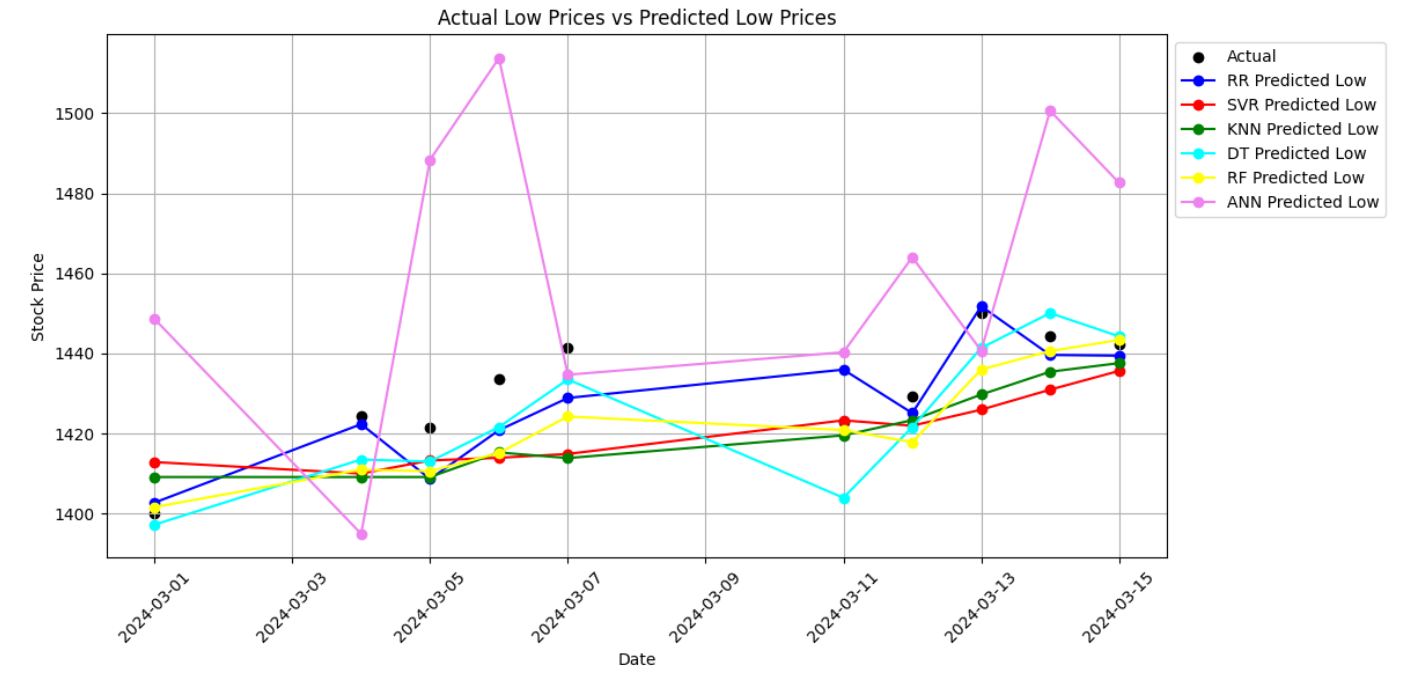 Actual Low Prices vs Predicted Low Prices
Actual
RR Predicted Low
SVR Predicted Low
KNN Predicted Low
DT Predicted Low
RF Predicted Low
ANN Predicted Low
Stock Price
1500
1480
1460
1440
1420
1400
2024-03-01
2024-03-03
2024-03-05
2024-03-07
2024-03-09
2024-03-11
2024-03-13
2024-03-15
Date